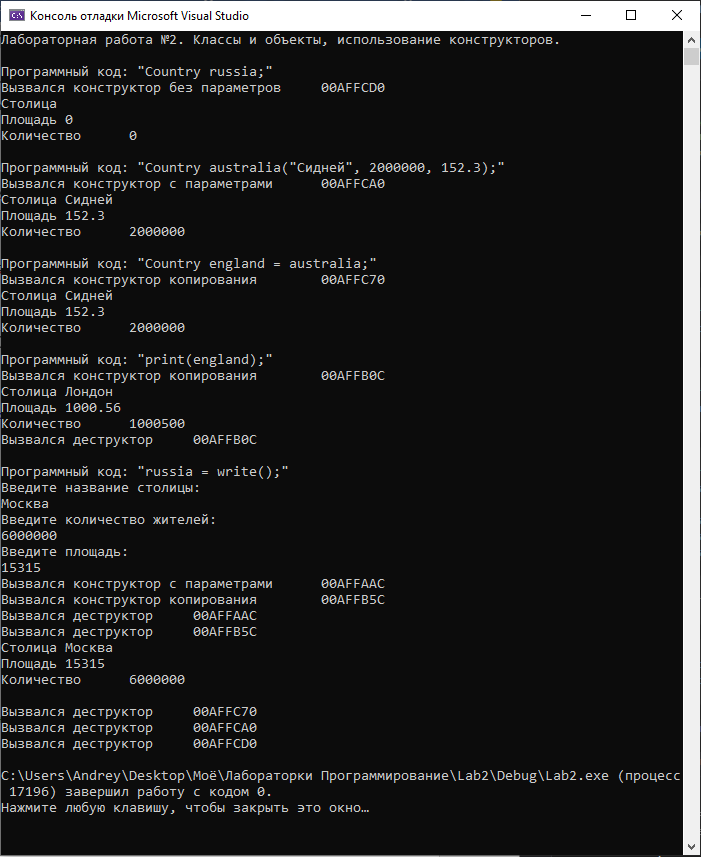 Консоль отладки Microsoft Visual Studio
Лабораторная работа №2. Классы и объекты, использование конструкторов.
Программный код: "Country russia;"
Вызвался конструктор без параметров 00AFFCD0
Столица
Площадь 0
Количество 0
Программный код: "Country australia("Сидней", 2000000, 152.3);"
Вызвался конструктор с параметрами 00AFFCA0
Столица Сидней
Площадь 152.3
Количество 2000000
Программный код: "Country england = australia;"
Вызвался конструктор копирования 00AFFC70
Столица Сидней
Площадь 152.3
Количество 2000000
Программный код: "print(england);"
Вызвался конструктор копирования 00AFFB0C
Столица Лондон
Площадь 1000.56
Количество 1000500
Вызвался деструктор 00AFFB0C
Программный код: "russia = write();"
Введите название столицы:
Москва
Введите количество жителей:
6000000
Введите площадь:
15315
Вызвался конструктор с параметрами 00AFFAAC
Вызвался конструктор копирования 00AFFB5C
Вызвался деструктор 00AFFAAC
Вызвался деструктор 00AFFB5C
Столица Москва
Площадь 15315
Количество 6000000
Вызвался деструктор 00AFFC70
Вызвался деструктор 00AFFCA0
Вызвался деструктор 00AFFCD0
C:\Users\Andrey\Desktop\Моё\Лабораторки Программирование\Lab2\Debug\Lab2.exe (процесс
17196) завершил работу с кодом 0.
Нажмите любую клавишу, чтобы закрыть это окно…